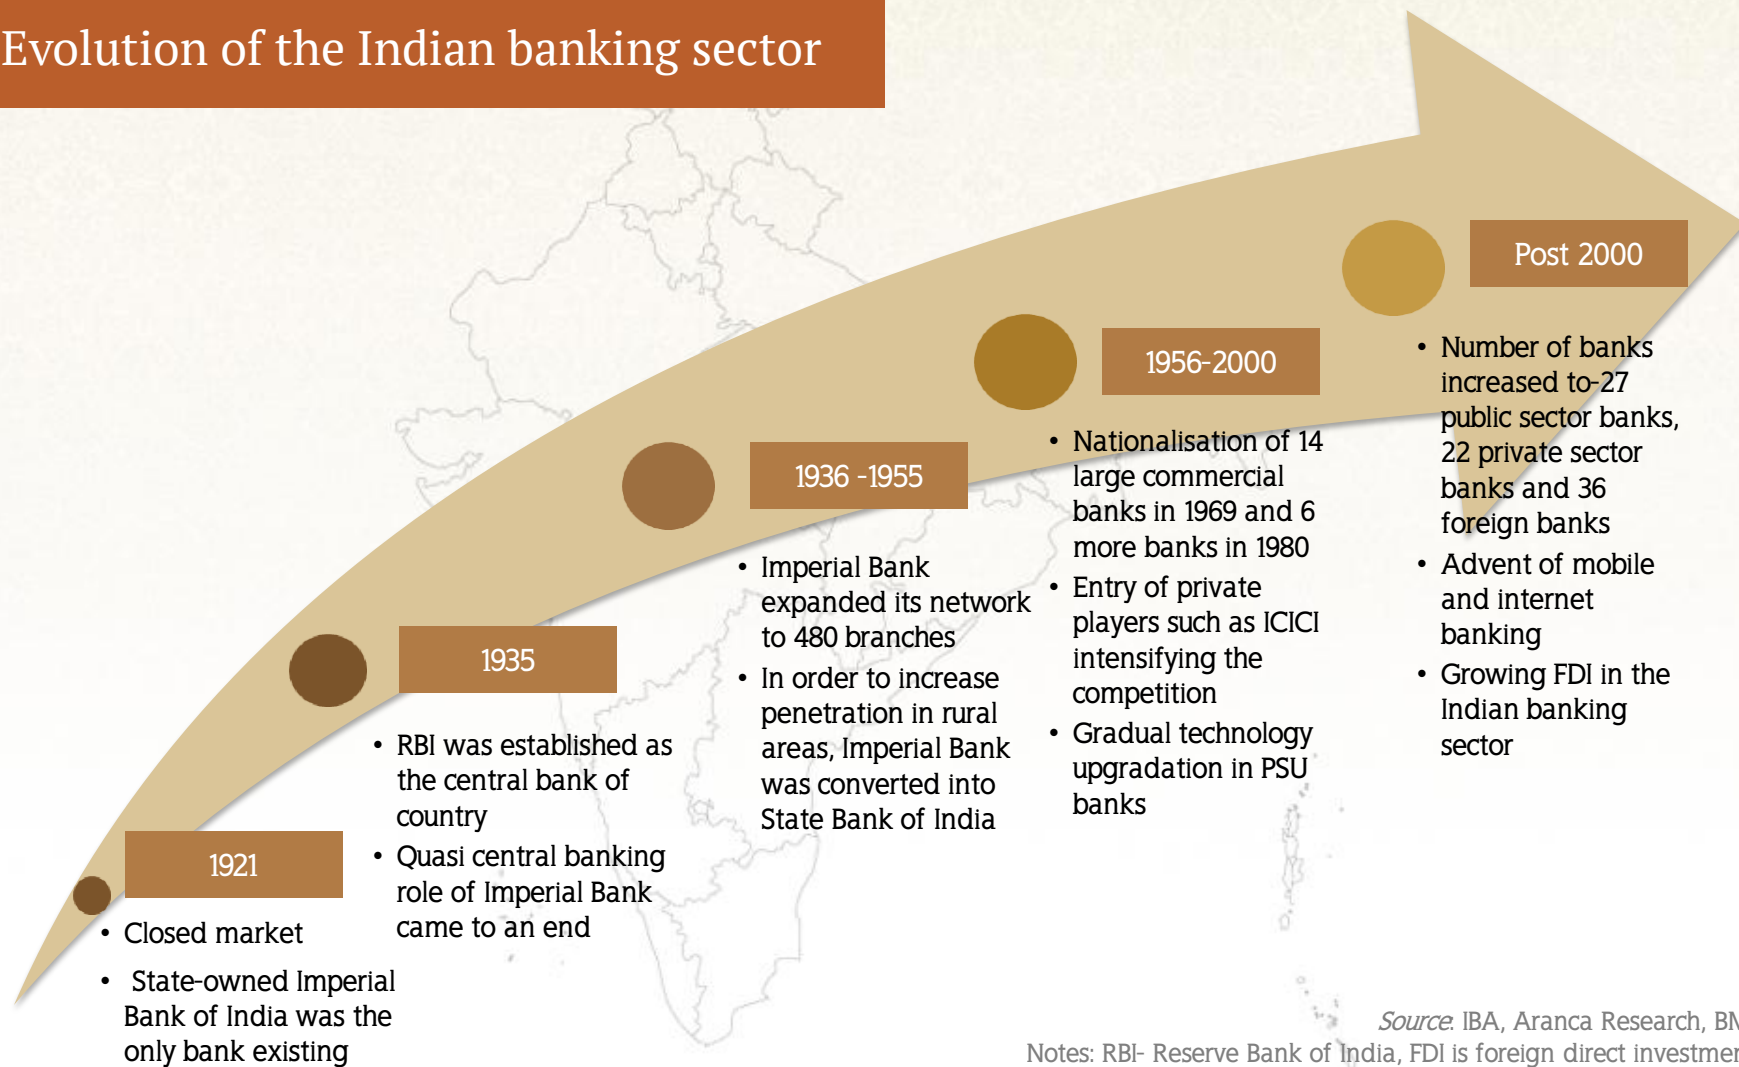 Evolution of the Indian banking sector
1921
• Closed market
• State-owned Imperial
Bank of India was the
only bank existing
1935
• RBI was established as
the central bank of
country
• Quasi central banking
role of Imperial Bank
came to an end
1936 -1955
• Imperial Bank
expanded its network
to 480 branches
• In order to increase
penetration in rural
areas, Imperial Bank
was converted into
State Bank of India
1956-2000
• Nationalisation of 14
large commercial
banks in 1969 and 6
more banks in 1980
• Entry of private
players such as ICICI
intensifying the
competition
• Gradual technology
upgradation in PSU
banks
Post 2000
• Number of banks
increased to-27
public sector banks,
22 private sector
banks and 36
foreign banks
• Advent of mobile
and internet
banking
• Growing FDI in the
Indian banking
sector
Source: IBA, Aranca Research,
Notes: RBI- Reserve Bank of India, FDI is foreign direct